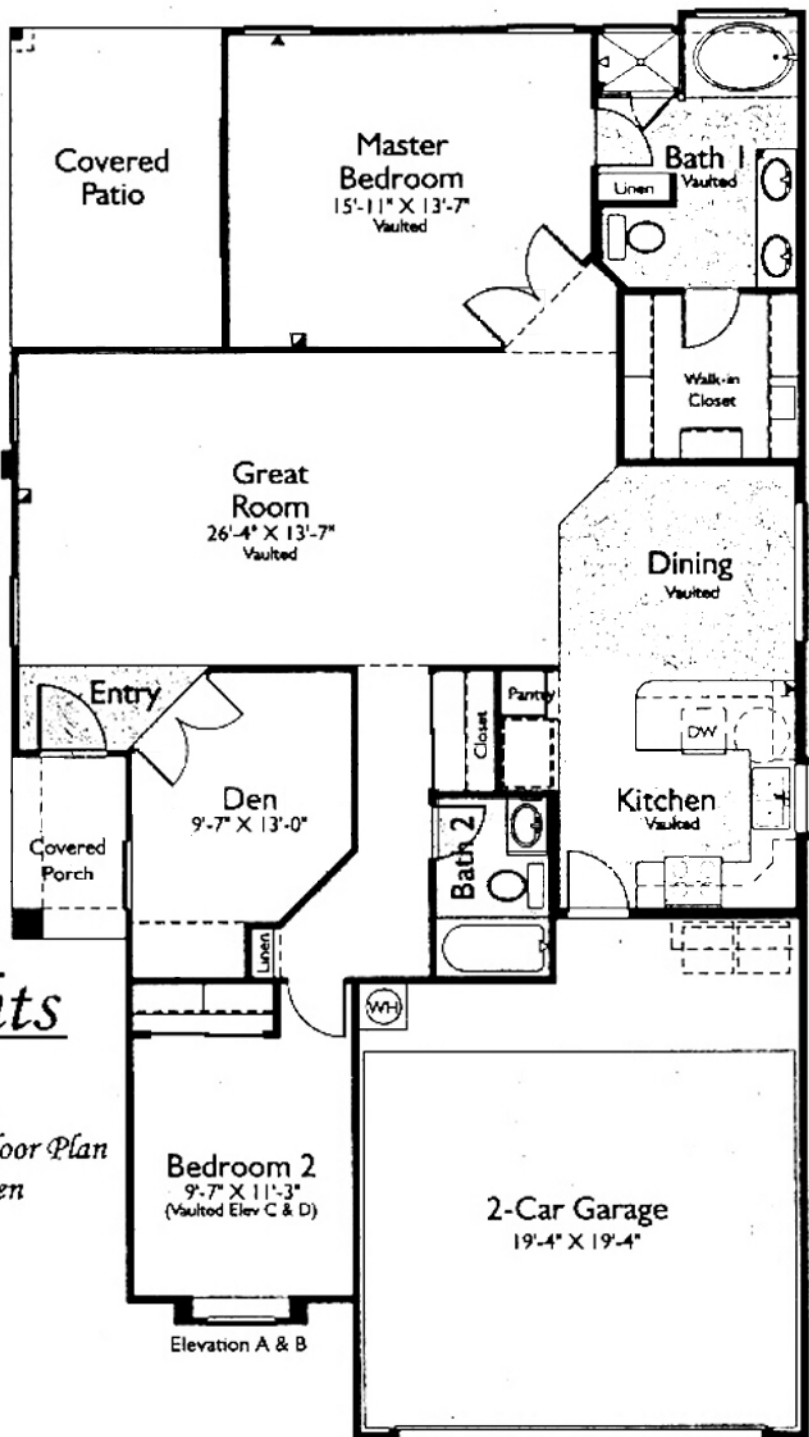 Covered
Patio
Master
Bedroom
15'-11" X 13'-7"
Vaulted
Bath 1
Vaulted
Linen
Walk-in
Closet
Great
Room
26'-4" X 13'-7"
Vaulted
Dining
Vaulted
Entry
Closet
Pantry
DW
Den
9'-7" X 13'-0"
Kitchen
Vaulted
Covered
Porch
Bath 2
Linen
WH
Bedroom 2
9'-7" X 11'-3"
(Vaulted Elev C & D)
2-Car Garage
19'-4" X 19'-4"
Elevation A & B
oor Plan
en